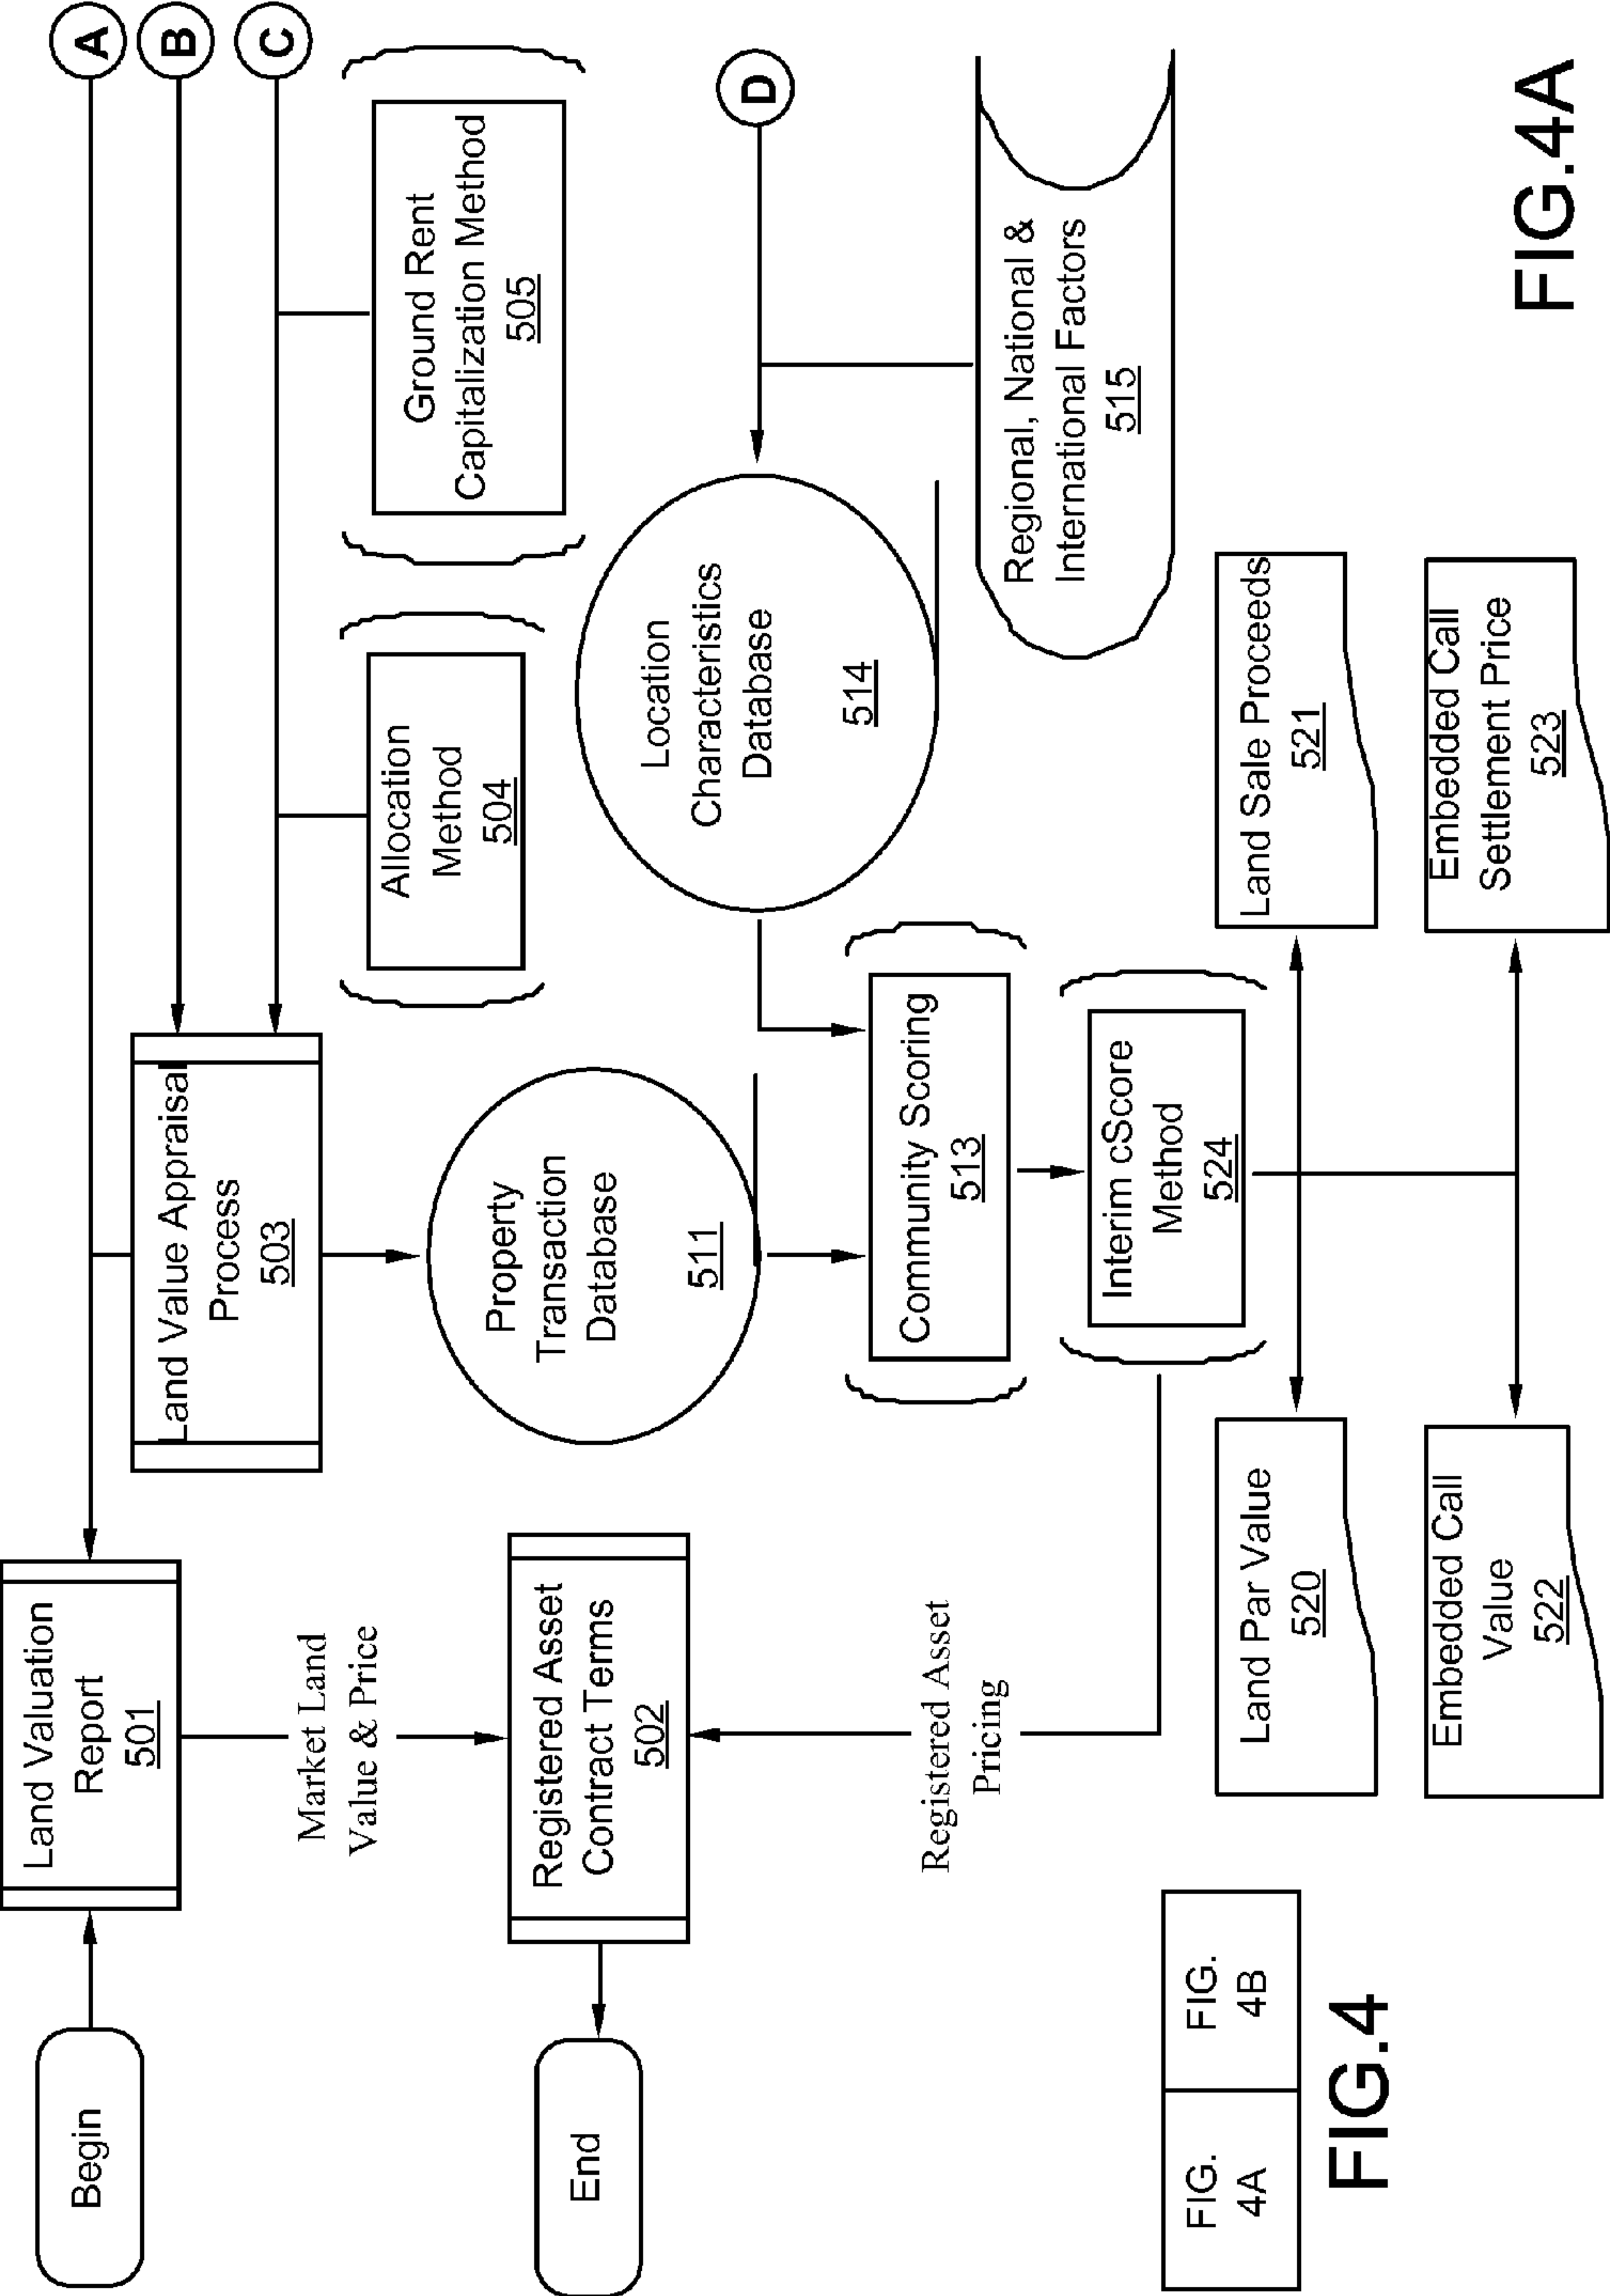 Begin
Land Valuation
Report
501
A
B
C
Land Value Appraisal
Process
503
Market Land
Value & Price
Allocation
Method
504
Ground Rent
Capitalization Method
505
End
Registered Asset
Contract Terms
502
Property
Transaction
Database
511
Location
Characteristics
Database
514
D
Registered Asset
Pricing
Community Scoring
513
Regional, National &
International Factors
515
Interim cScore
Method
524
Land Par Value
520
Land Sale Proceeds
521
Embedded Call
Value
522
Embedded Call
Settlement Price
523
FIG.
4A
FIG.
4B
FIG.4
FIG.4A